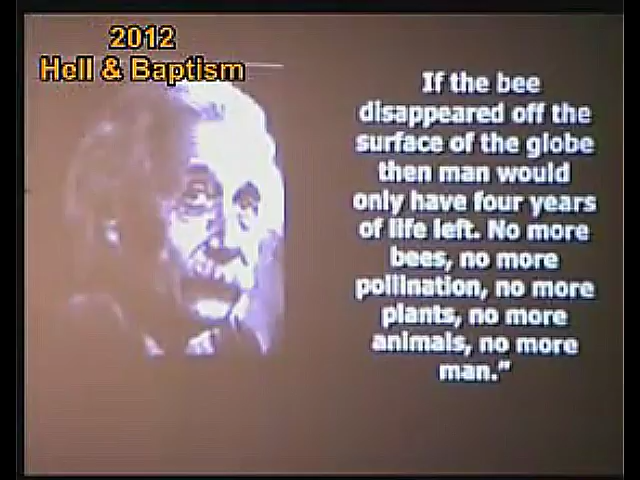 2012
Hell & Baptism
If the bee
disappeared off the
surface of the globe
then man would
only have four years
of life left. No more
bees, no more
pollination, no more
plants, no more
animals, no more
man."